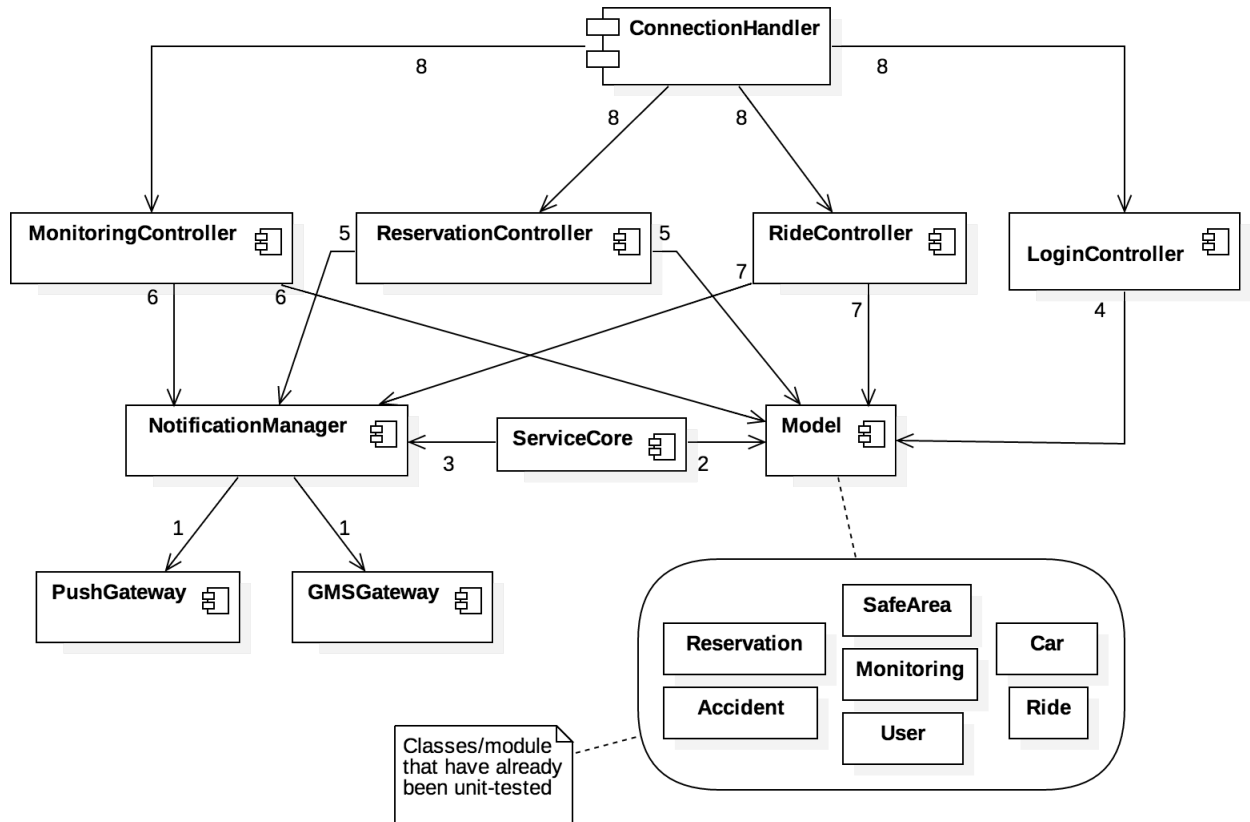 ConnectionHandler
8
8
8
8
MonitoringController
5
ReservationController
5
RideController
LoginController
6
6
7
7
4
NotificationManager
ServiceCore
Model
3
2
1
1
PushGateway
GMSGateway
SafeArea
Reservation
Car
Monitoring
Accident
Ride
User
Classes/module
that have already
been unit-tested